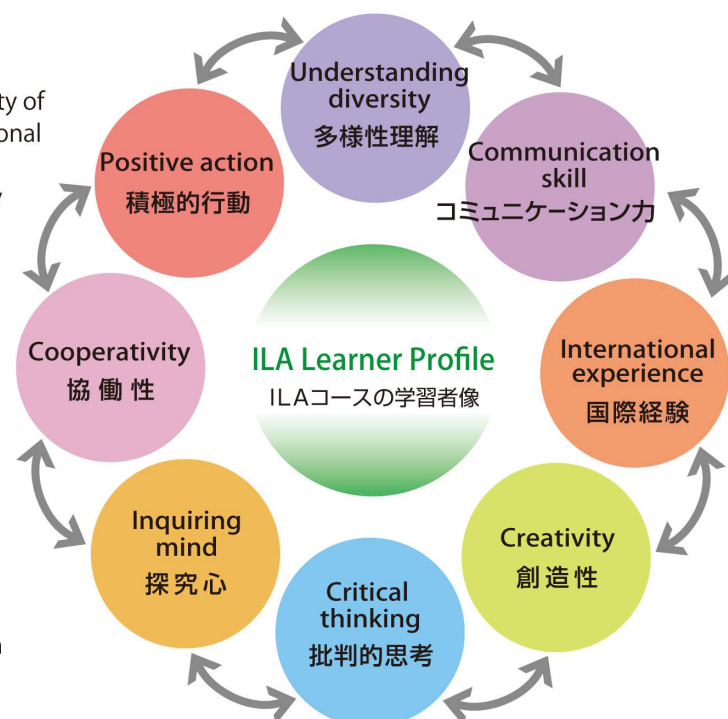 Understanding
diversity
多様性理解
Communication
skill
コミュニケーション力
International
experience
国際経験
Creativity
創造性
Critical
thinking
批判的思考
Inquiring
mind
探究心
Cooperativity
協働性
Positive action
積極的行動
ILA Learner Profile
ILAコースの学習者像